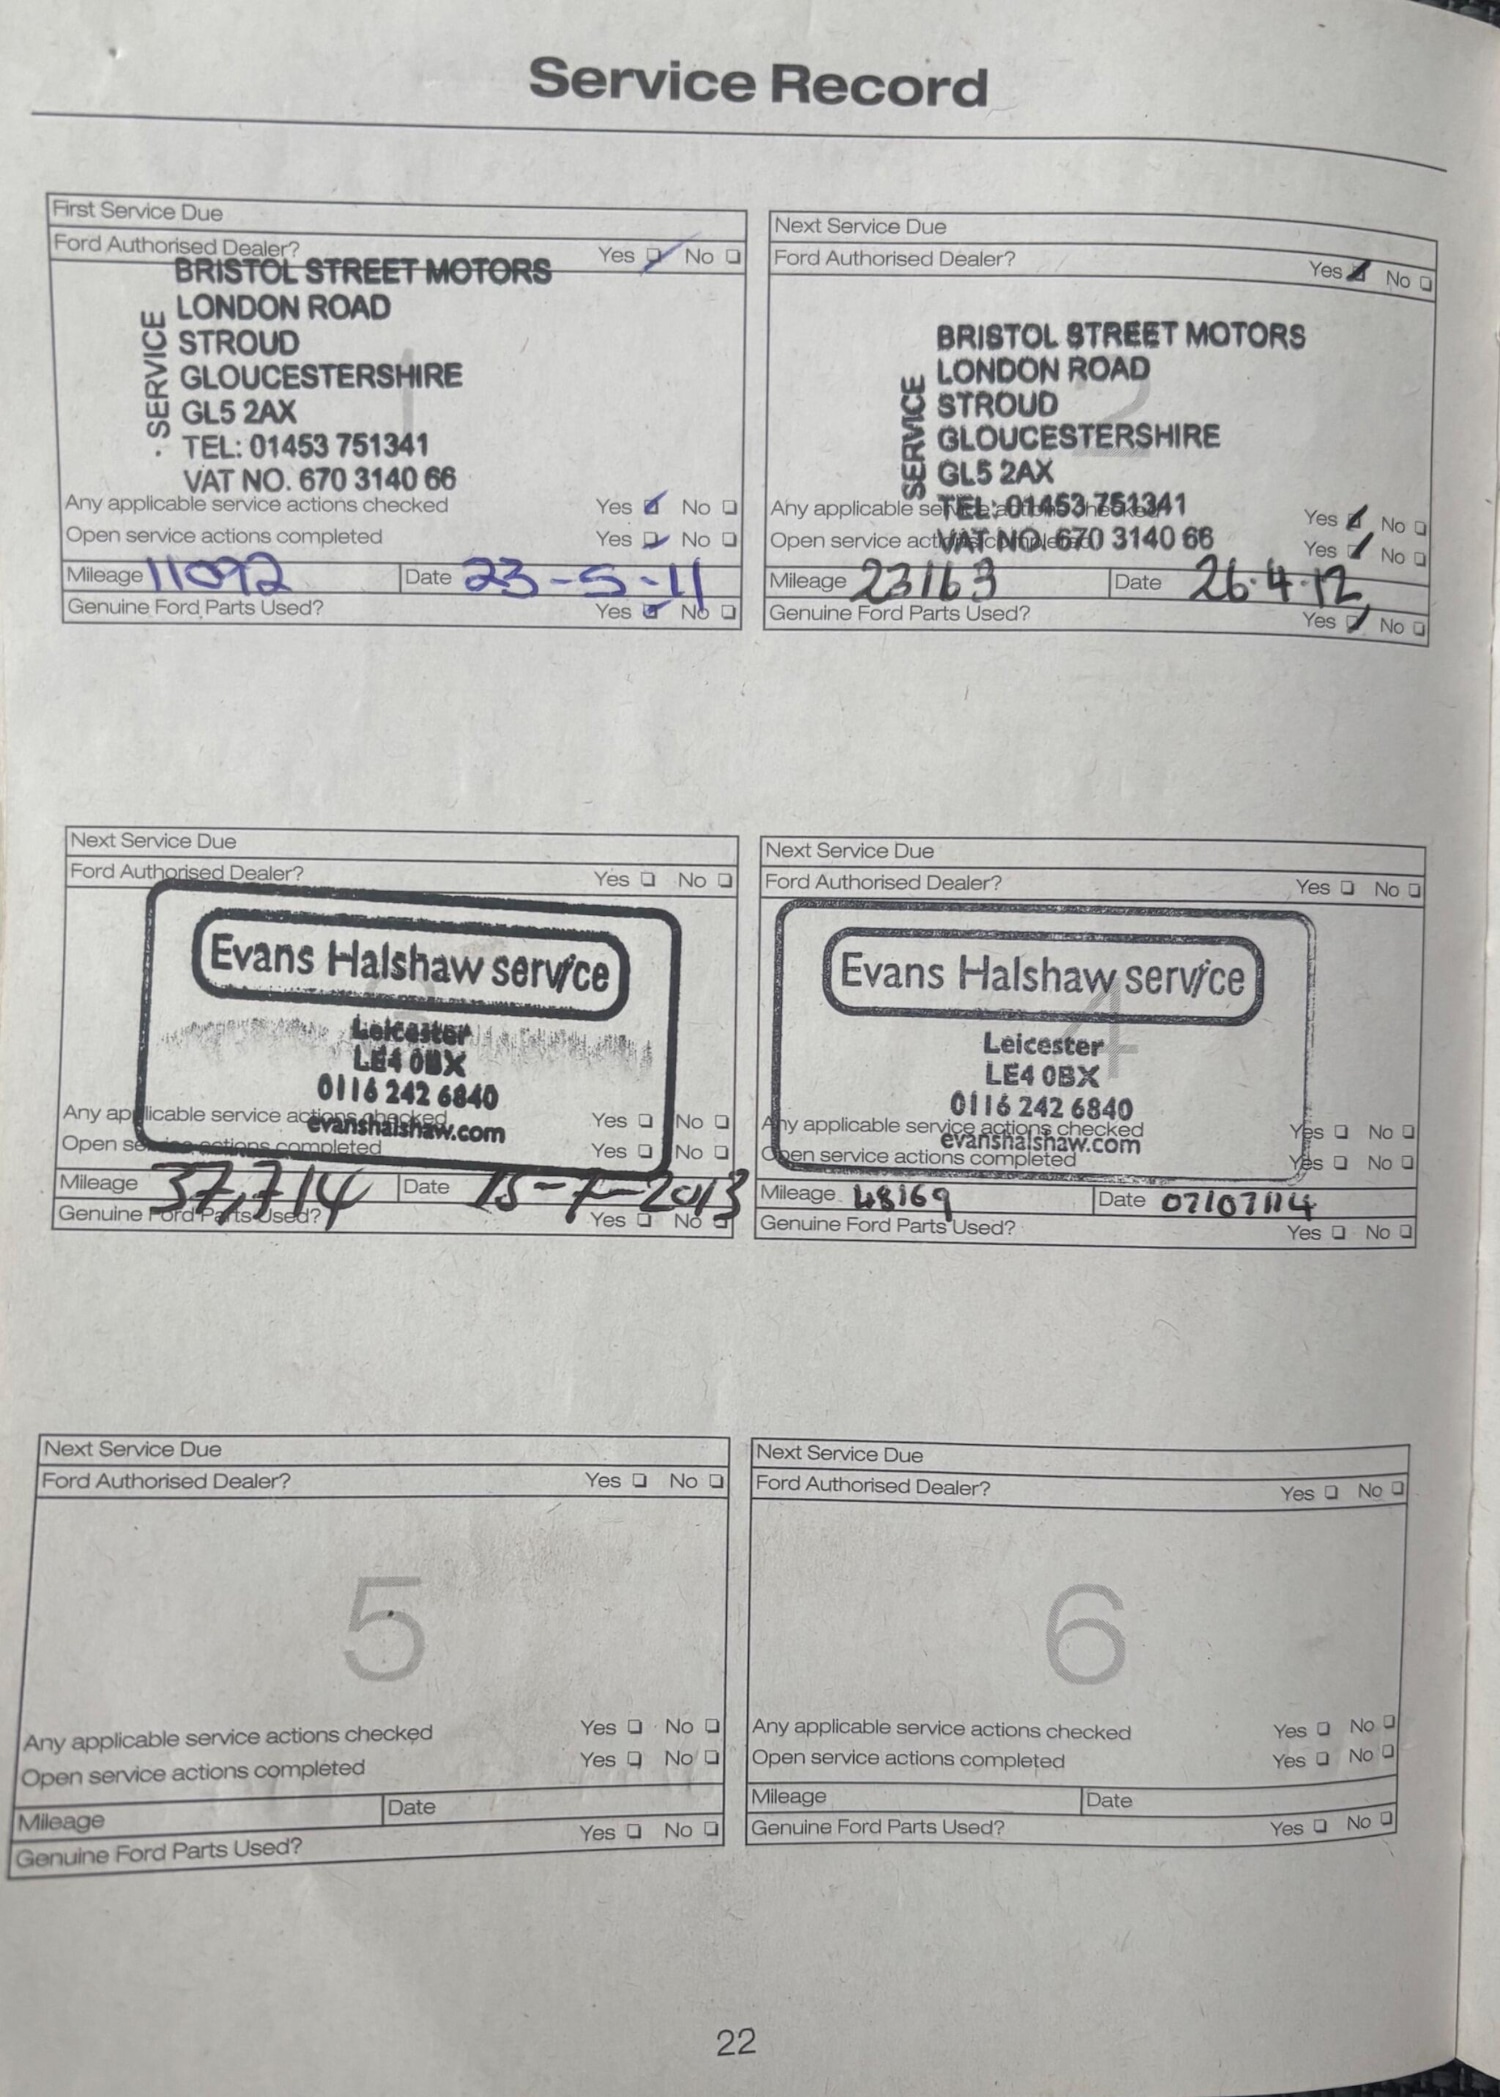 Service Record
First Service Due
Ford Authorised Dealer? Yes No
BRISTOL STREET MOTORS
LONDON ROAD
STROUD
GLOUCESTERSHIRE
GL5 2AX
TEL: 01453 751341
VAT NO. 670 3140 66
SERVICE
1
Any applicable service actions checked Yes No
Open service actions completed Yes No
Mileage 11092 Date 23-5-11
Genuine Ford Parts Used? Yes No
Next Service Due
Ford Authorised Dealer? Yes No
BRISTOL STREET MOTORS
LONDON ROAD
STROUD
GLOUCESTERSHIRE
GL5 2AX
TEL: 01453 751341
VAT NO. 670 3140 66
SERVICE
2
Any applicable service actions checked Yes No
Open service actions completed Yes No
Mileage 23163 Date 26.4.12
Genuine Ford Parts Used? Yes No
Next Service Due
Ford Authorised Dealer? Yes No
Evans Halshaw service
Leicester
LE4 0BX
0116 242 6840
evanshalshaw.com
Any applicable service actions checked Yes No
Open service actions completed Yes No
Mileage 37,714 Date 15-7-2013
Genuine Ford Parts Used? Yes No
Next Service Due
Ford Authorised Dealer? Yes No
Evans Halshaw service
4
Leicester
LE4 0BX
0116 242 6840
evanshalshaw.com
Any applicable service actions checked Yes No
Open service actions completed Yes No
Mileage 48169 Date 07/07/14
Genuine Ford Parts Used? Yes No
Next Service Due
Ford Authorised Dealer? Yes No
5
Any applicable service actions checked Yes No
Open service actions completed Yes No
Mileage Date
Genuine Ford Parts Used? Yes No
Next Service Due
Ford Authorised Dealer? Yes No
6
Any applicable service actions checked Yes No
Open service actions completed Yes No
Mileage Date
Genuine Ford Parts Used? Yes No
22